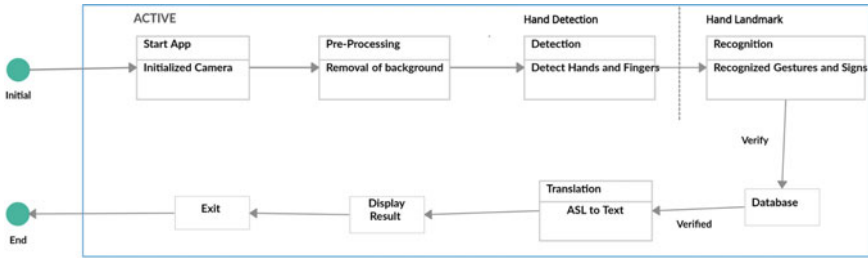 ACTIVE
Hand Detection
Hand Landmark
Start App
Pre-Processing
Detection
Recognition
Initialized Camera
Removal of background
Detect Hands and Fingers
Recognized Gestures and Signs
Initial
Verify
Translation
ASL to Text
Display
Result
Exit
Database
Verified
End